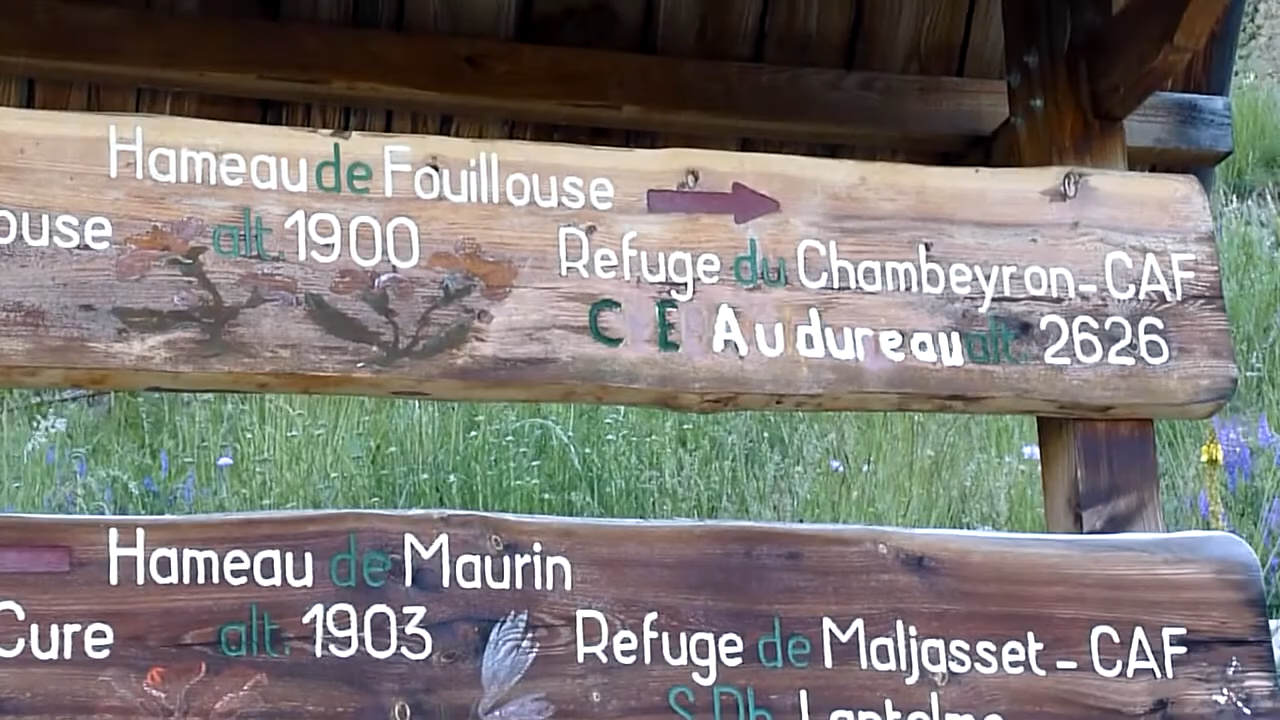 Hameau de Fouillouse
ouse alt. 1900
Refuge du Chambeyron - CAF
C E Audureau alt. 2626
Hameau de Maurin
Cure alt. 1903
Refuge de Maljasset - CAF